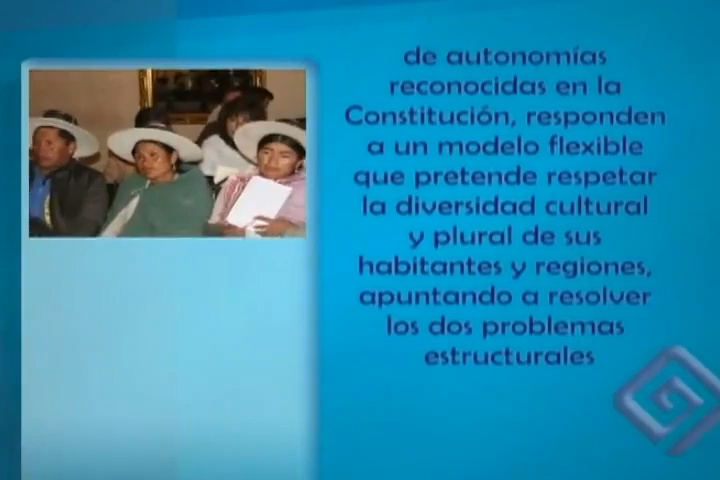 de autonomías
reconocidas en la
Constitución, responden
a un modelo flexible
que pretende respetar
la diversidad cultural
y plural de sus
habitantes y regiones,
apuntando a resolver
los dos problemas
estructurales